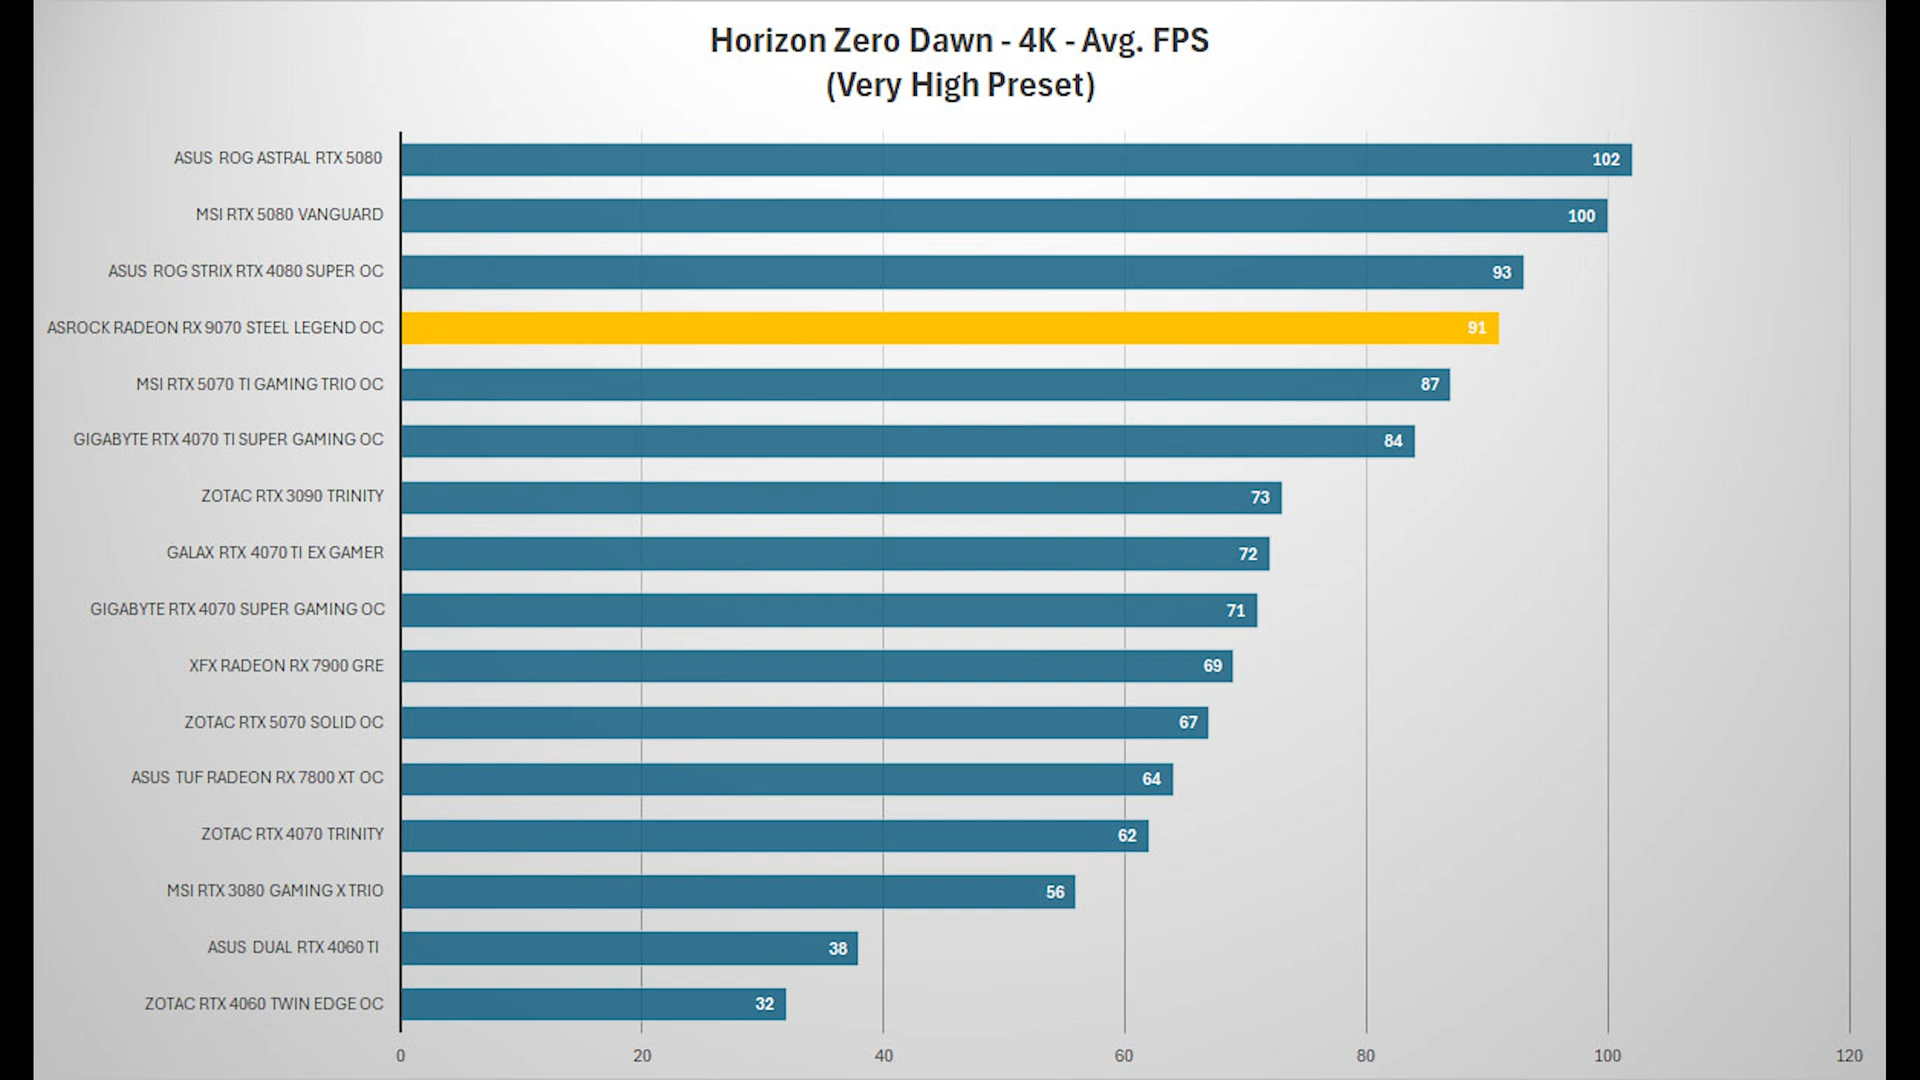 Horizon Zero Dawn - 4K - Avg. FPS
(Very High Preset)
ASUS ROG ASTRAL RTX 5080 102
MSI RTX 5080 VANGUARD 100
ASUS ROG STRIX RTX 4080 SUPER OC 93
ASROCK RADEON RX 9070 STEEL LEGEND OC 91
MSI RTX 5070 TI GAMING TRIO OC 87
GIGABYTE RTX 4070 TI SUPER GAMING OC 84
ZOTAC RTX 3090 TRINITY 73
GALAX RTX 4070 TI EX GAMER 72
GIGABYTE RTX 4070 SUPER GAMING OC 71
XFX RADEON RX 7900 GRE 69
ZOTAC RTX 5070 SOLID OC 67
ASUS TUF RADEON RX 7800 XT OC 64
ZOTAC RTX 4070 TRINITY 62
MSI RTX 3080 GAMING X TRIO 56
ASUS DUAL RTX 4060 TI 38
ZOTAC RTX 4060 TWIN EDGE OC 32
0 20 40 60 80 100 120